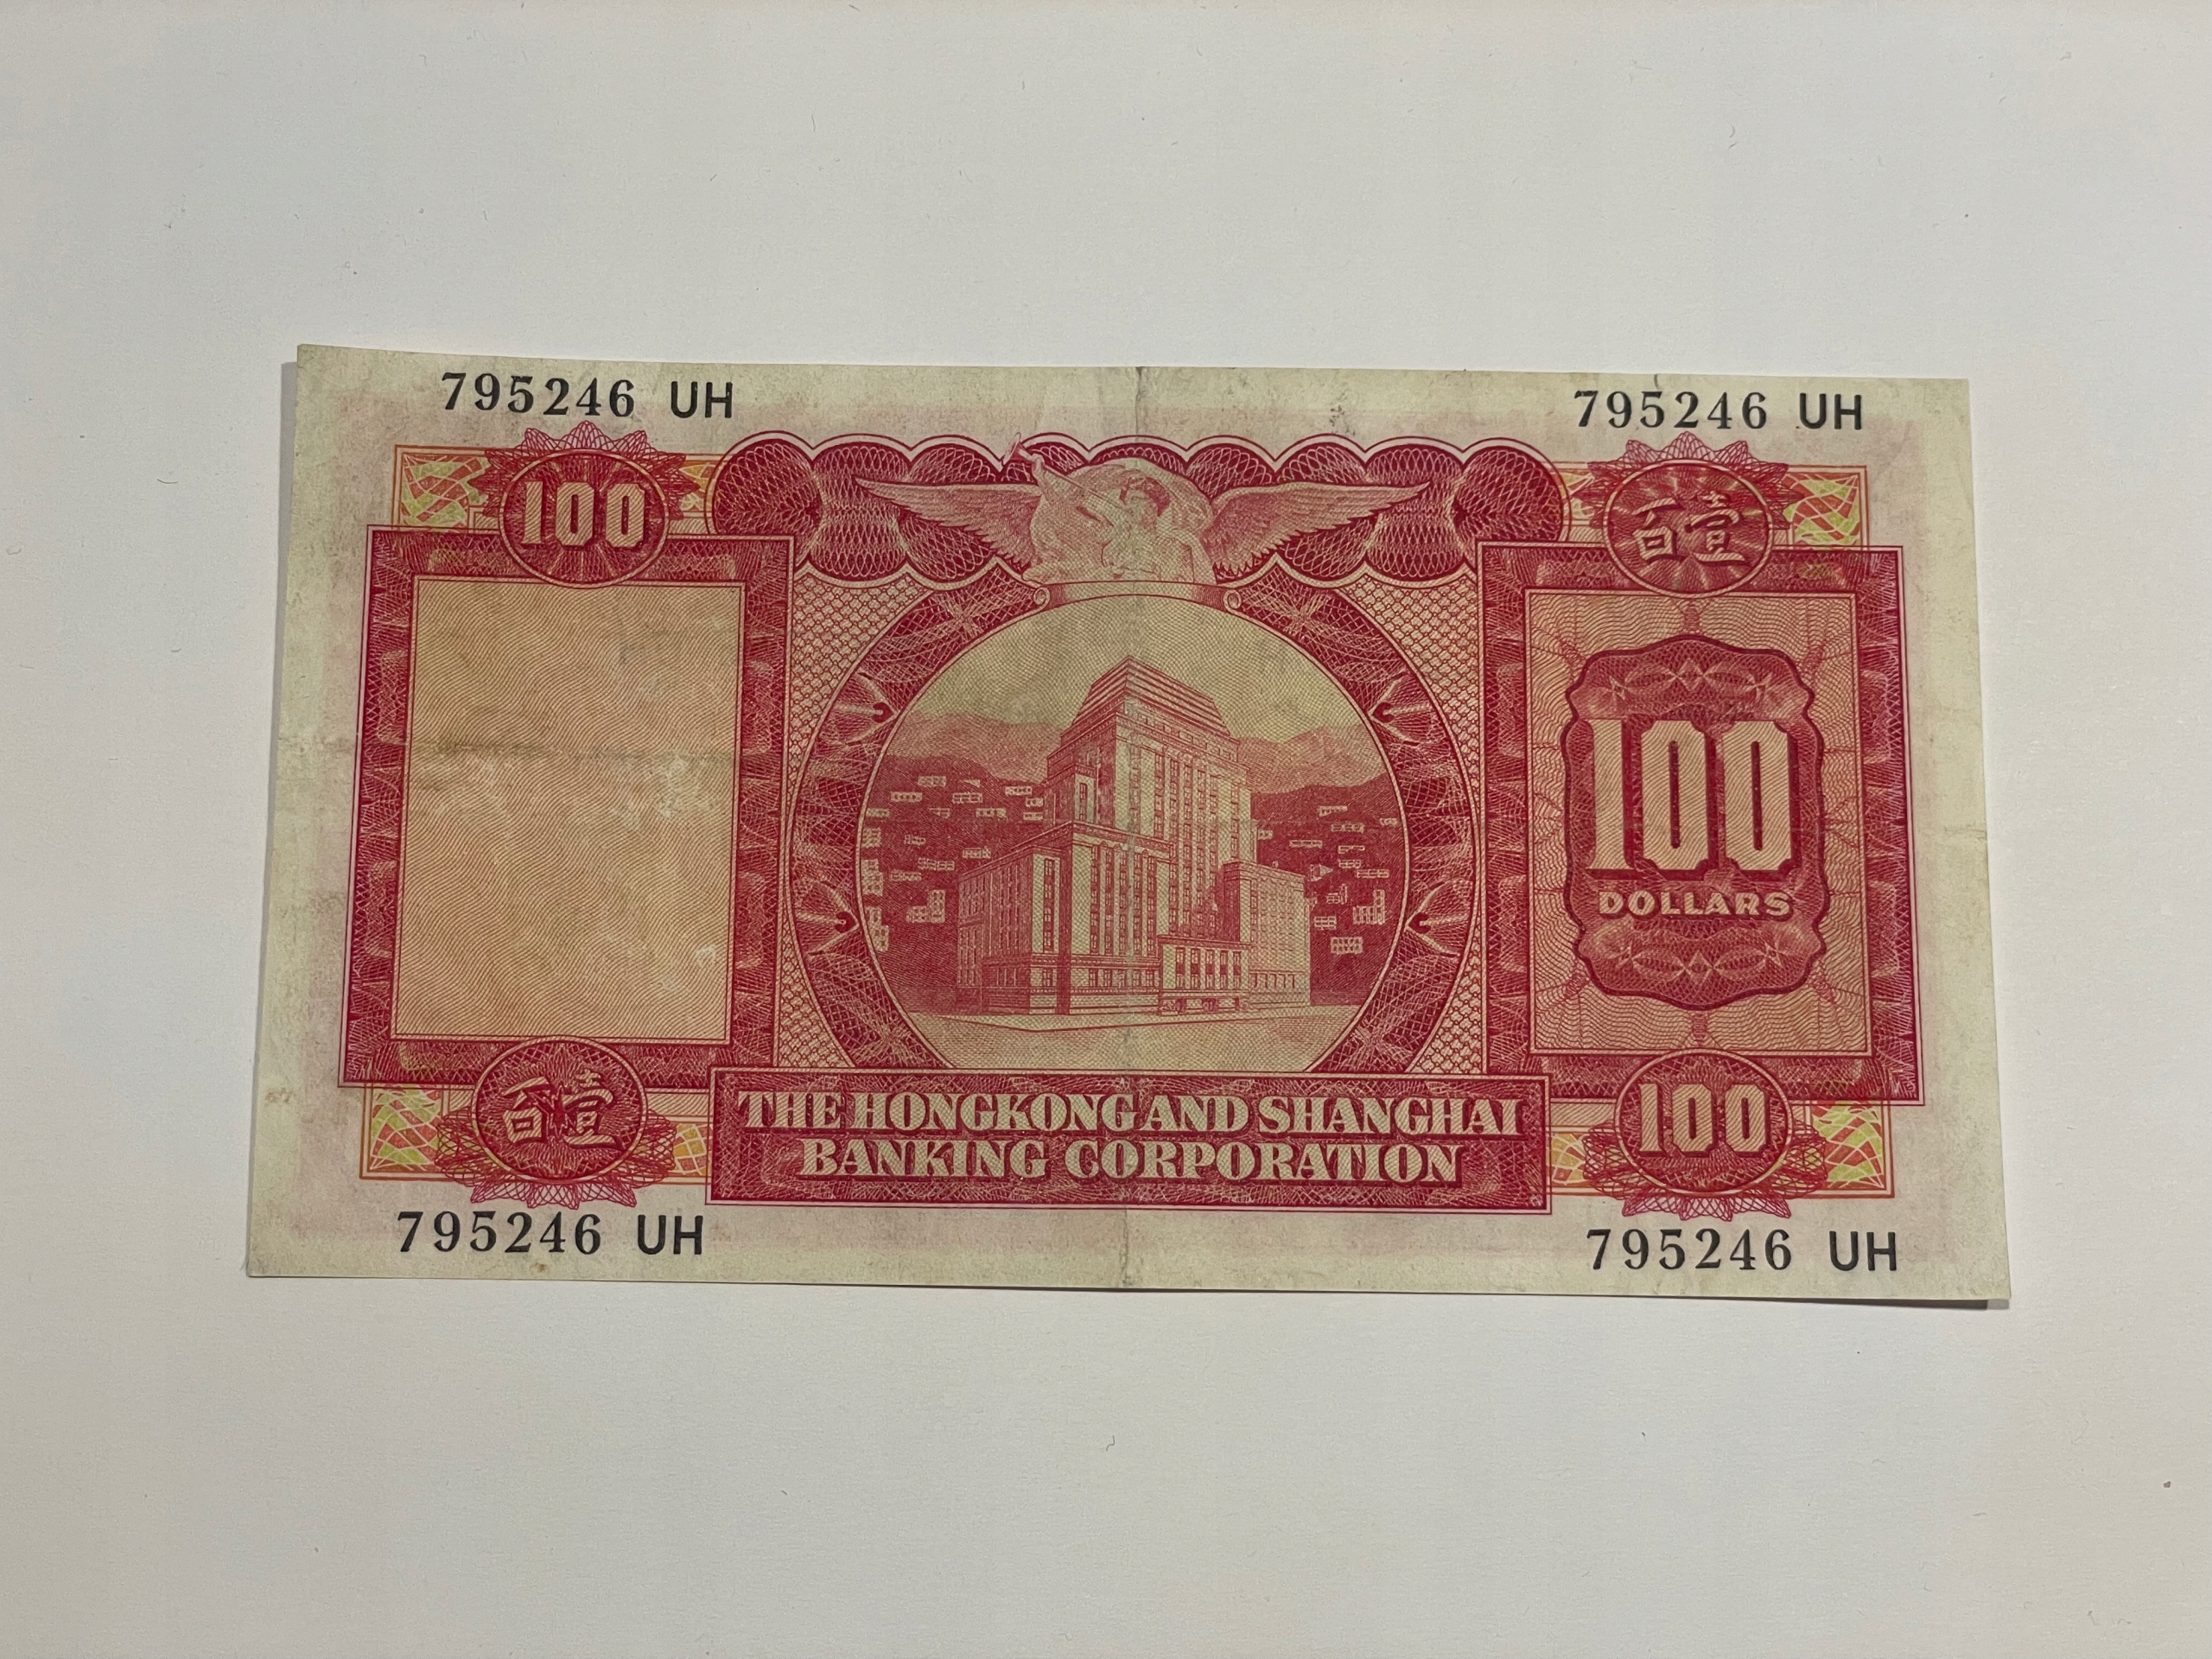 795246 UH
795246 UH
100
百壹
100
DOLLARS
百壹
THE HONGKONG AND SHANGHAI
BANKING CORPORATION
100
795246 UH
795246 UH